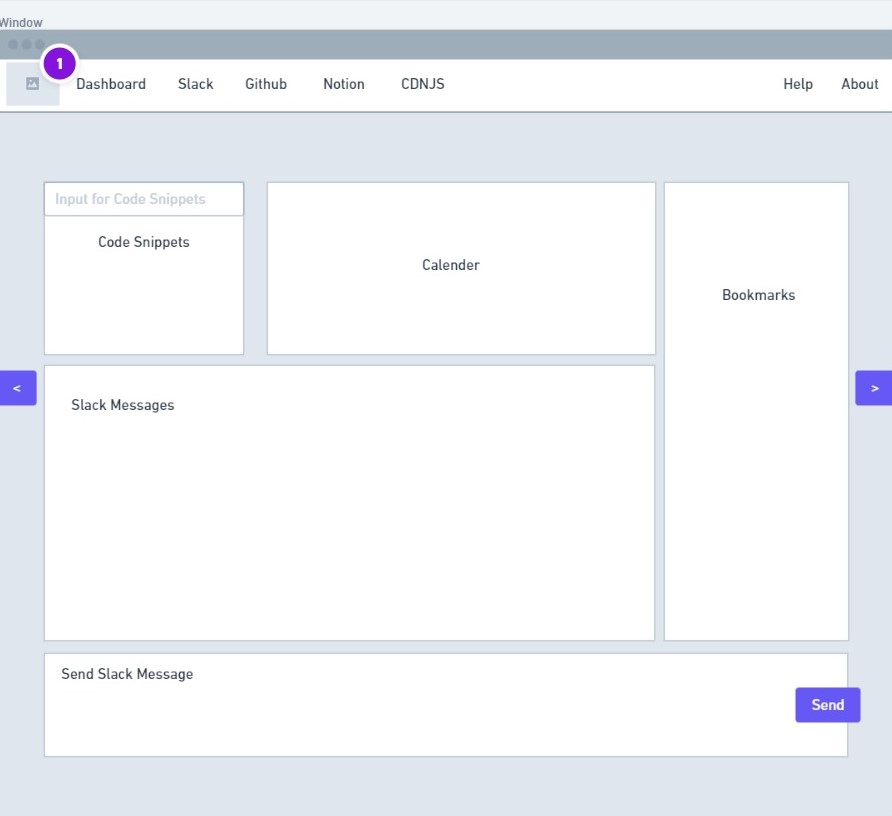 Window
1
Dashboard Slack Github Notion CDNJS Help About
Input for Code Snippets
Code Snippets
Calender
Bookmarks
<
>
Slack Messages
Send Slack Message
Send